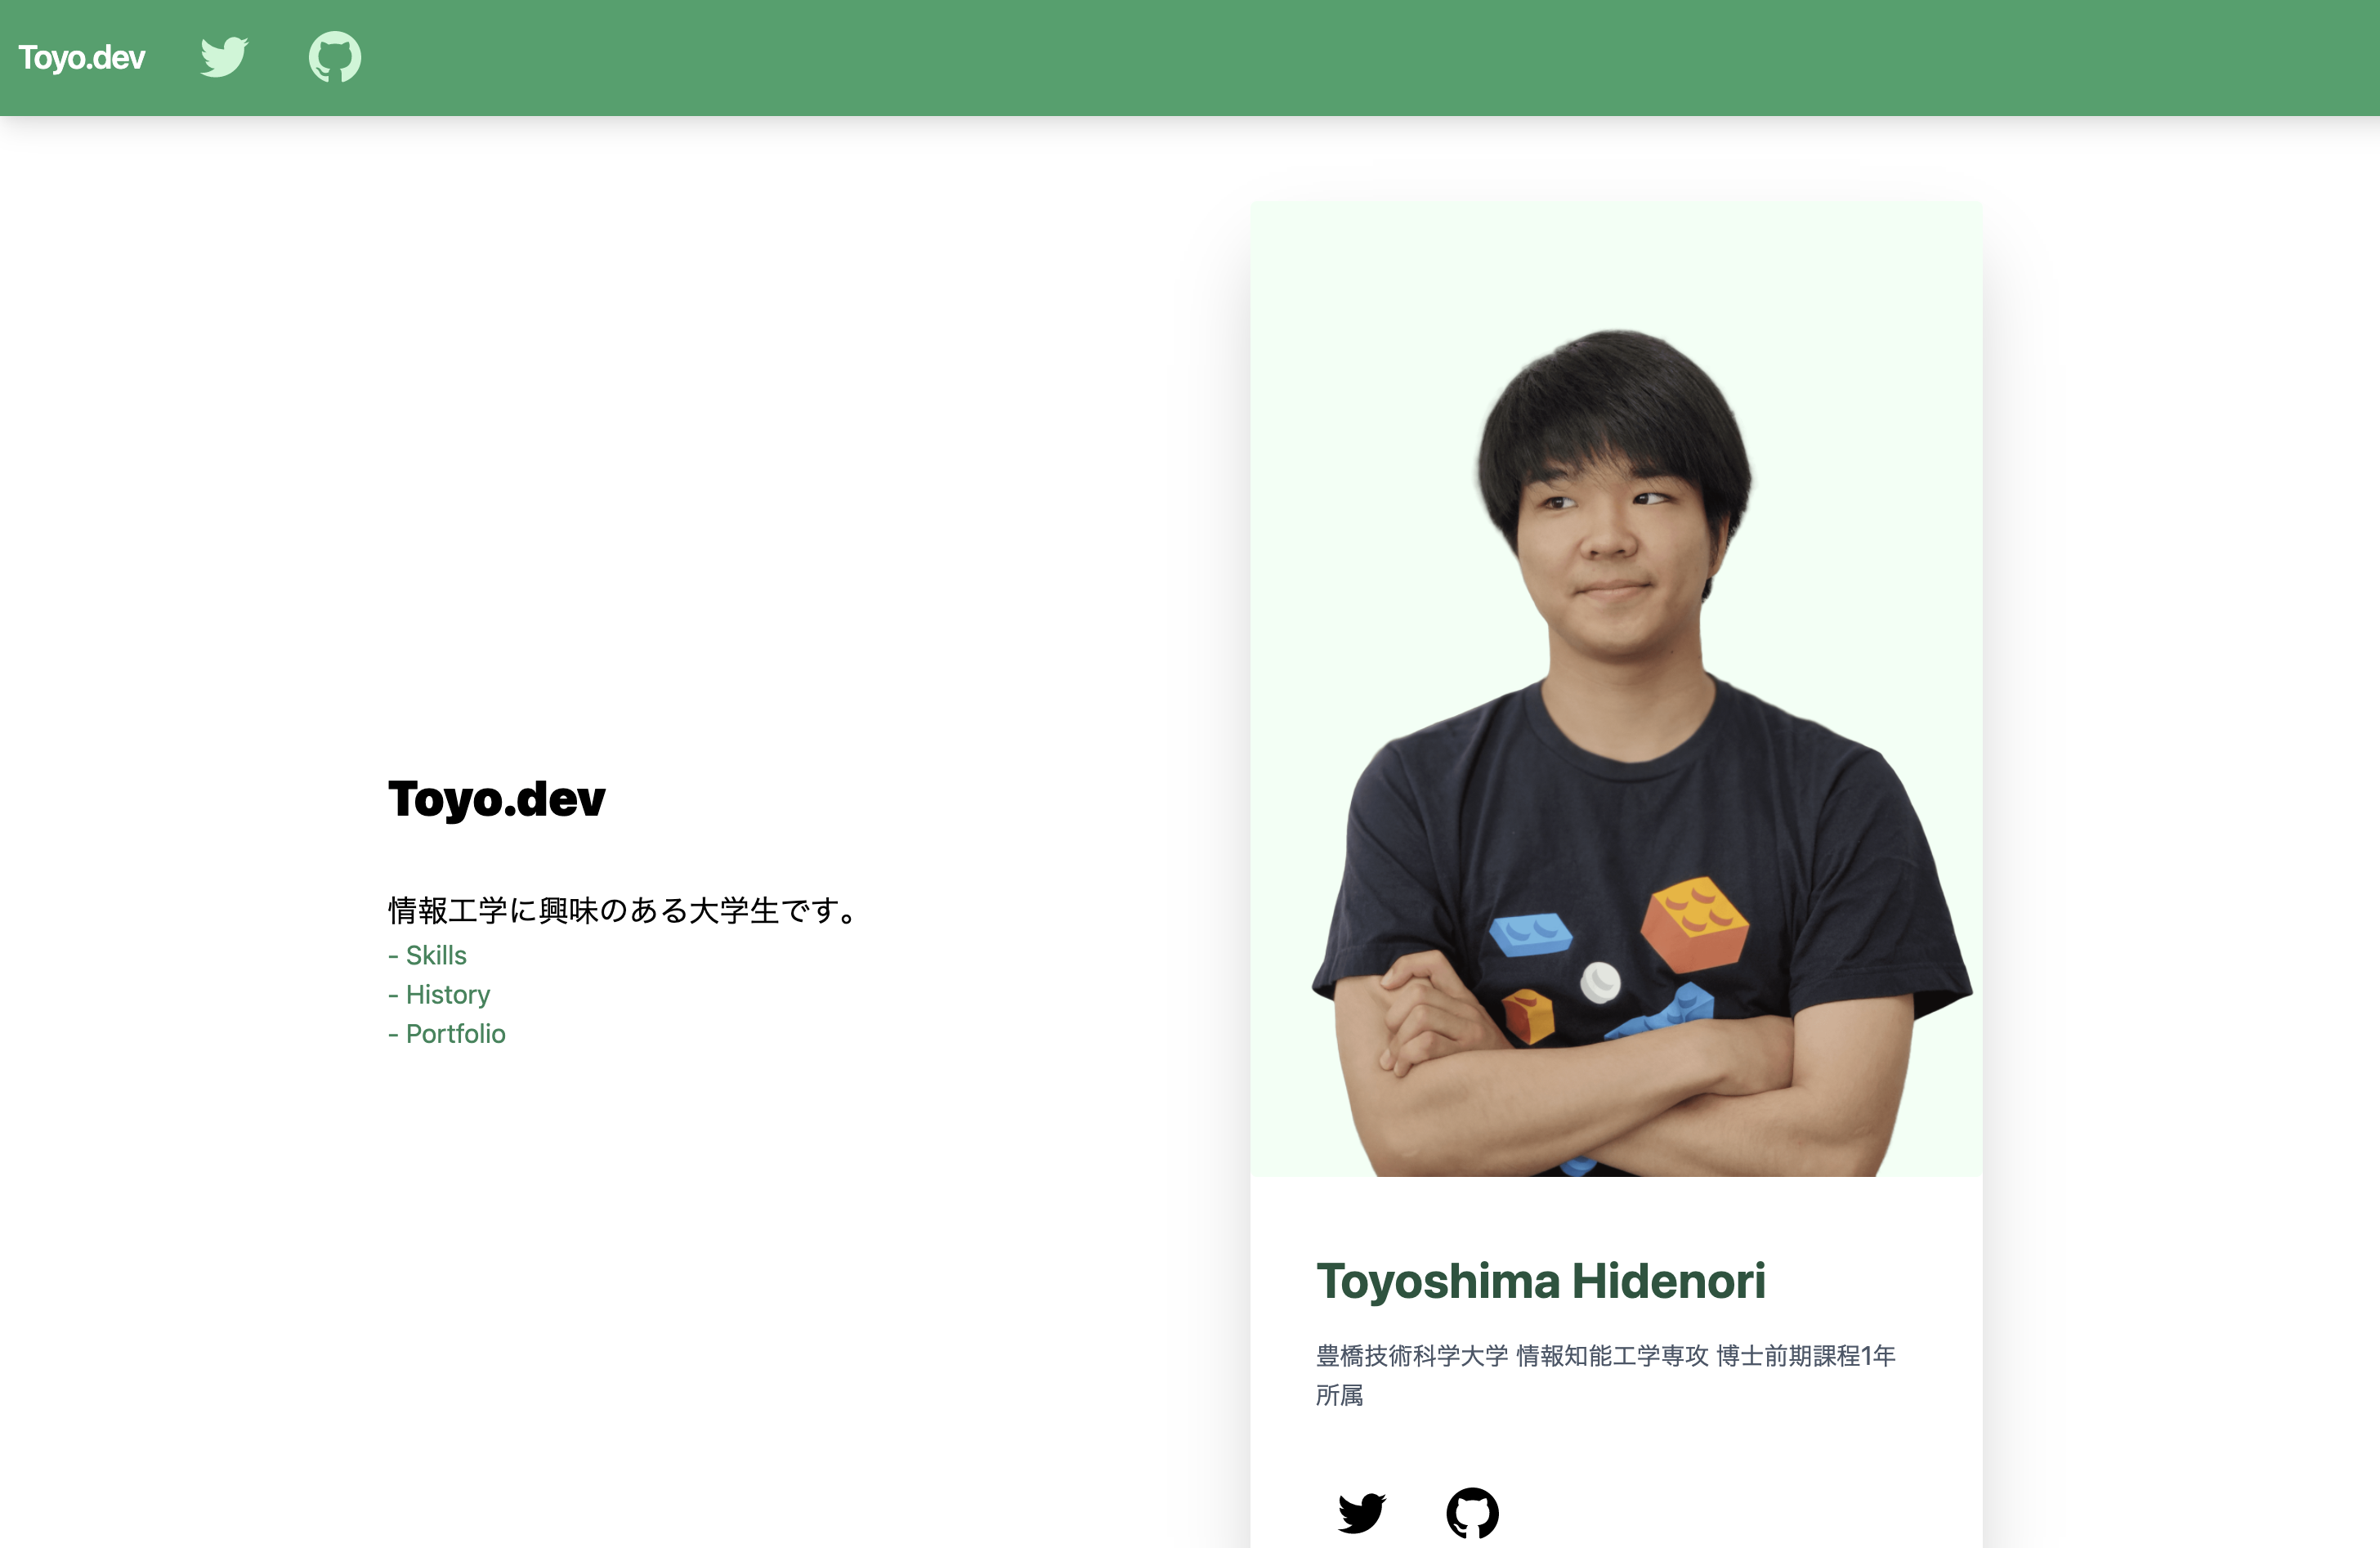 Toyo.dev
Toyo.dev
情報工学に興味のある大学生です。
- Skills
- History
- Portfolio
Toyoshima Hidenori
豊橋技術科学大学 情報知能工学専攻 博士前期課程1年
所属